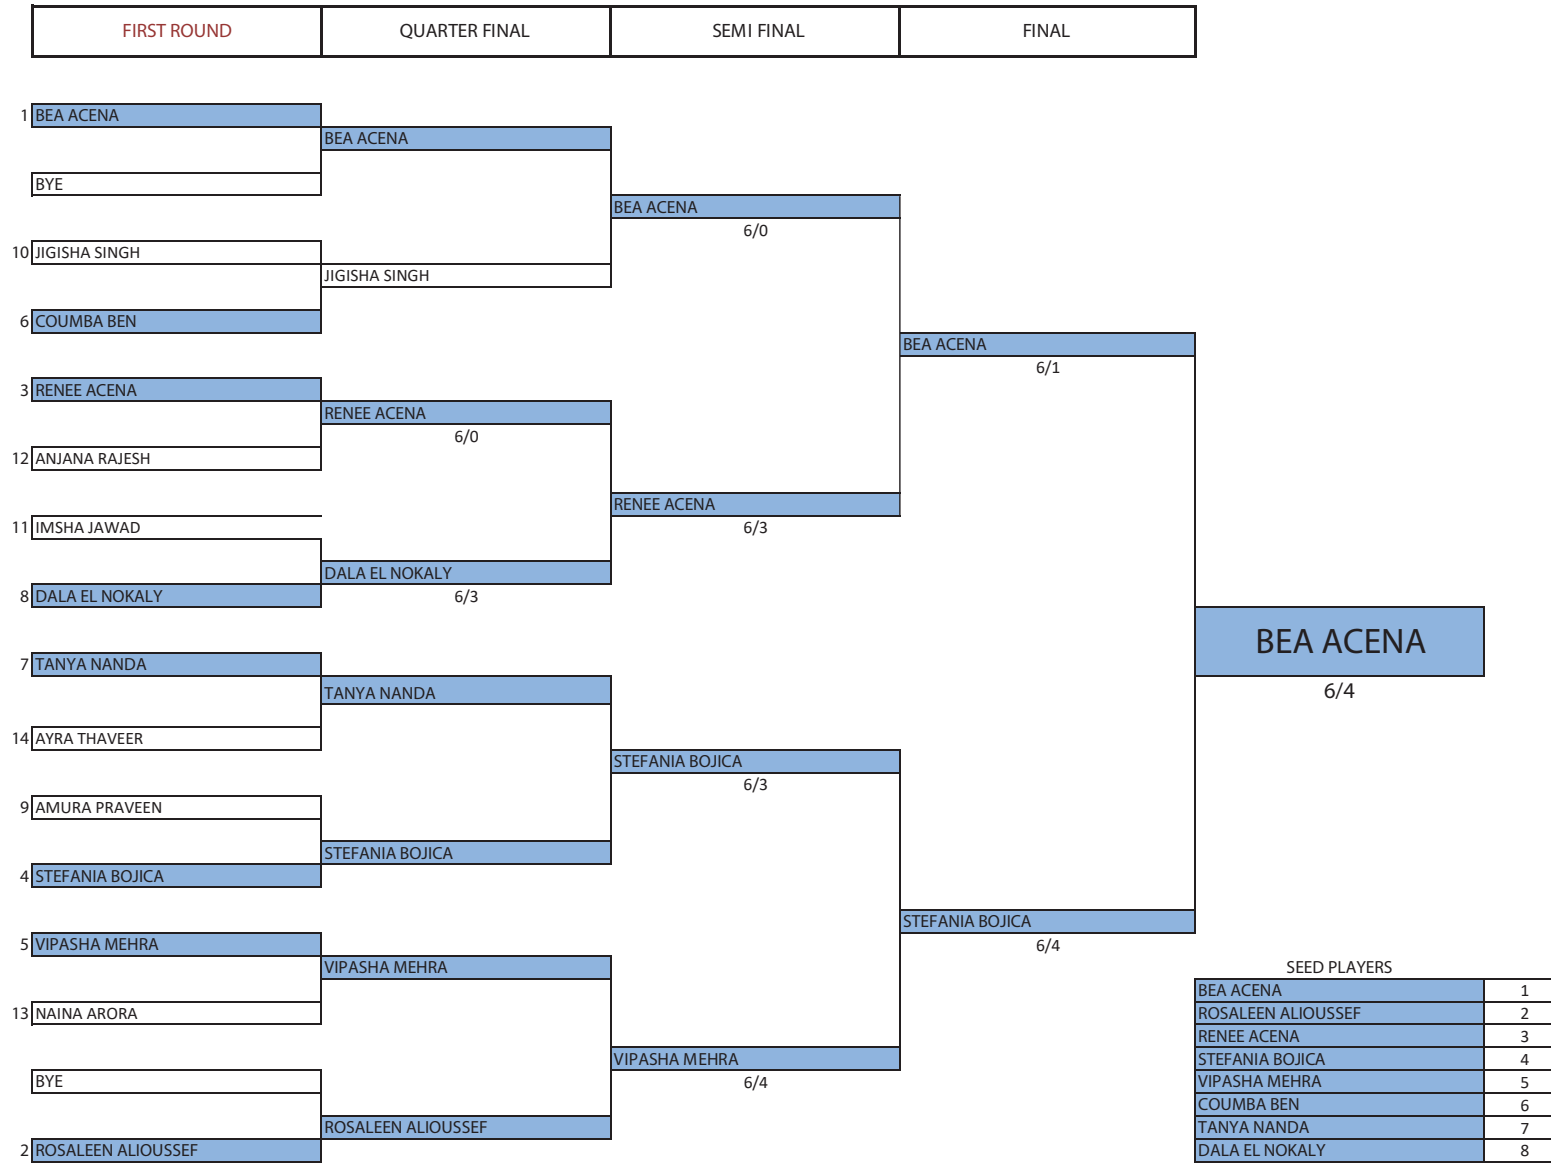 FIRST ROUND QUARTER FINAL SEMI FINAL FINAL
1 BEA ACENA
BEA ACENA
BYE
BEA ACENA
6/0
10 JIGISHA SINGH
JIGISHA SINGH
6 COUMBA BEN
BEA ACENA
6/1
3 RENEE ACENA
RENEE ACENA
6/0
12 ANJANA RAJESH
RENEE ACENA
6/3
11 IMSHA JAWAD
DALA EL NOKALY
6/3
8 DALA EL NOKALY
BEA ACENA
6/4
7 TANYA NANDA
TANYA NANDA
14 AYRA THAVEER
STEFANIA BOJICA
6/3
9 AMURA PRAVEEN
STEFANIA BOJICA
4 STEFANIA BOJICA
STEFANIA BOJICA
6/4
5 VIPASHA MEHRA
VIPASHA MEHRA
13 NAINA ARORA
VIPASHA MEHRA
6/4
BYE
ROSALEEN ALIOUSSEF
2 ROSALEEN ALIOUSSEF
SEED PLAYERS
BEA ACENA 1
ROSALEEN ALIOUSSEF 2
RENEE ACENA 3
STEFANIA BOJICA 4
VIPASHA MEHRA 5
COUMBA BEN 6
TANYA NANDA 7
DALA EL NOKALY 8